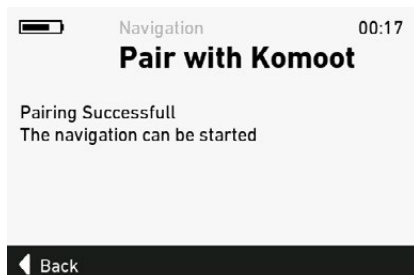 Navigation
00:17
Pair with Komoot
Pairing Successfull
The navigation can be started
Back